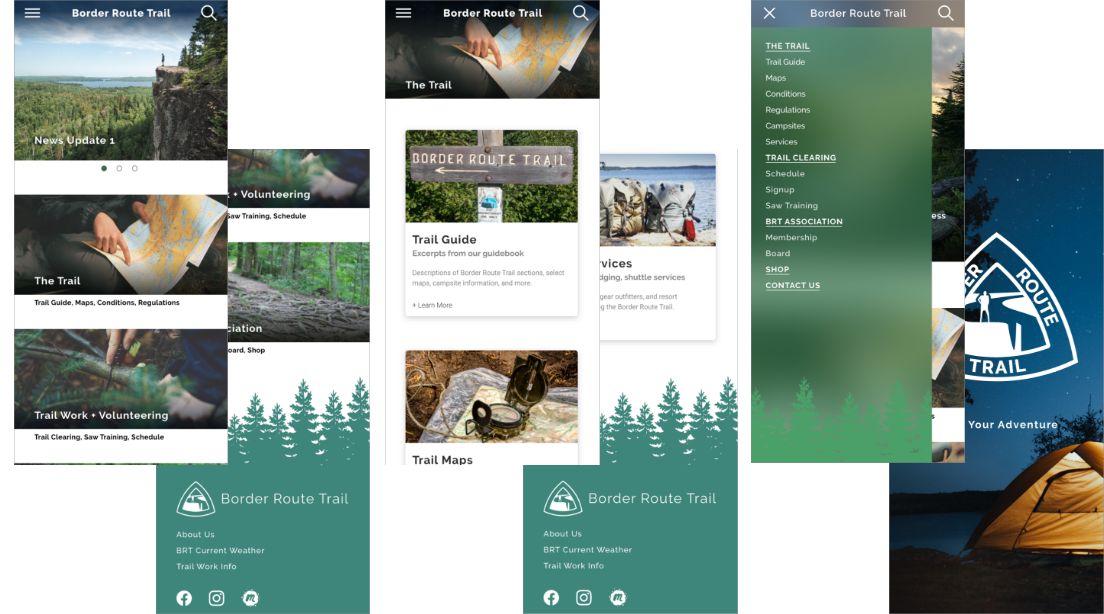 Border Route Trail
News Update 1
The Trail
Trail Guide, Maps, Conditions, Regulations
Trail Work + Volunteering
Trail Clearing, Saw Training, Schedule
+ Volunteering
Saw Training, Schedule
Border Route Trail
About Us
BRT Current Weather
Trail Work Info
Border Route Trail
The Trail
BORDER ROUTE TRAIL
Trail Guide
Excerpts from our guidebook
Descriptions of Border Route Trail sections, select
maps, campsite information, and more.
+ Learn More
Trail Maps
shuttle services
gear outfitters, and resort
the Border Route Trail.
Border Route Trail
About Us
BRT Current Weather
Trail Work Info
Border Route Trail
THE TRAIL
Trail Guide
Maps
Conditions
Regulations
Campsites
Services
TRAIL CLEARING
Schedule
Signup
Saw Training
BRT ASSOCIATION
Membership
Board
SHOP
CONTACT US
ROUTE
TRAIL
Your Adventure